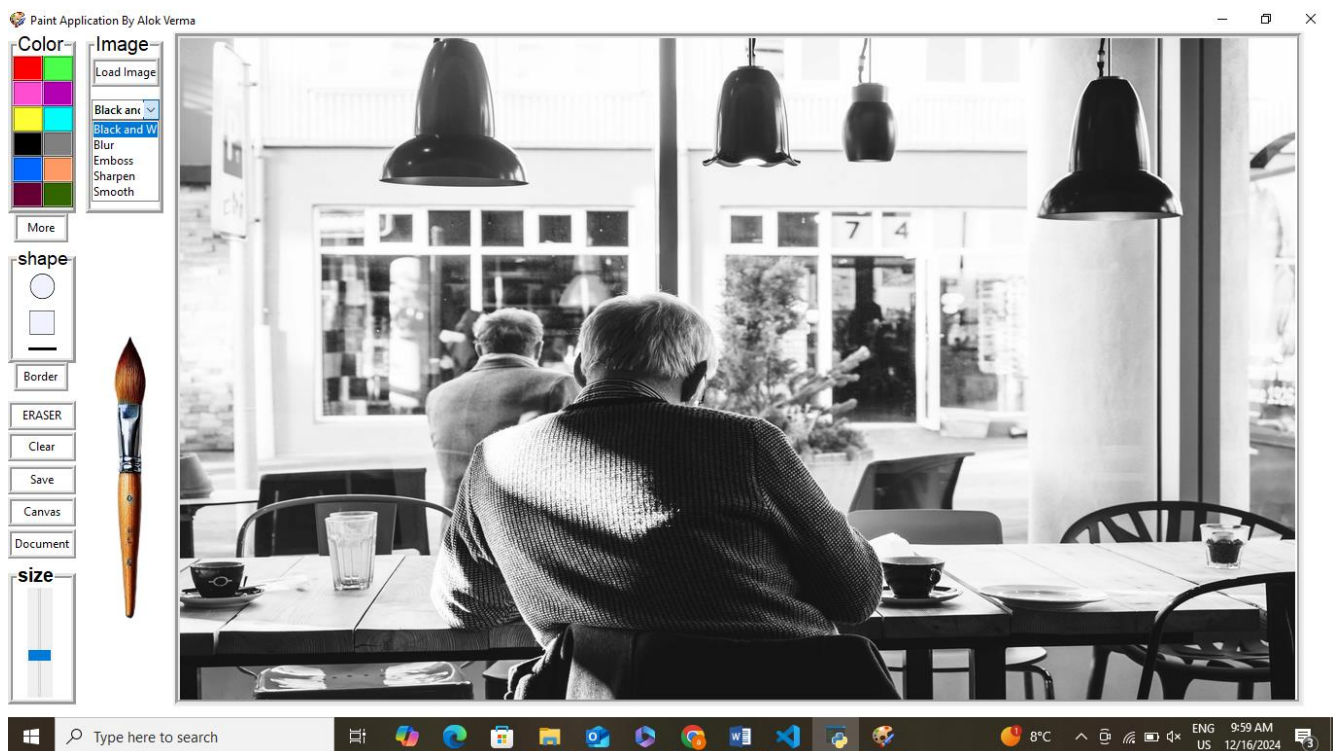 Paint Application By Alok Verma
Color
More
shape
Border
ERASER
Clear
Save
Canvas
Document
size
Image
Load Image
Black anc
Black and W
Blur
Emboss
Sharpen
Smooth
7 4
Type here to search
8°C
ENG
US
9:59 AM
12/16/2024
3